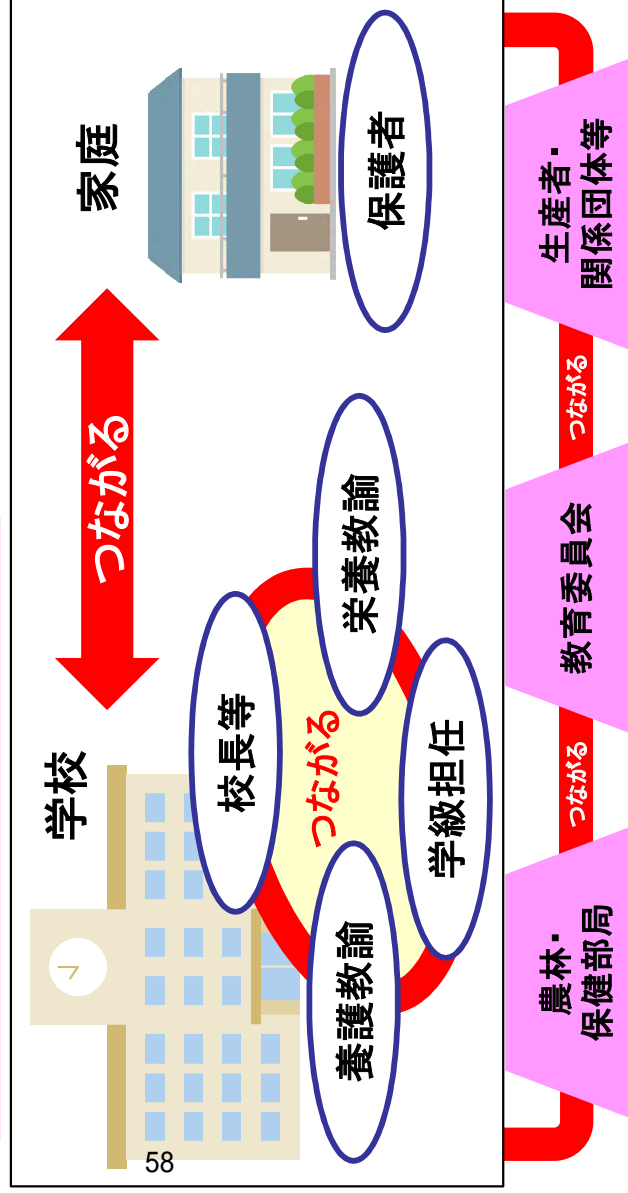 学校
つながる
家庭
校長等
養護教諭
つながる
栄養教諭
学級担任
保護者
農林・
保健部局
つながる
教育委員会
つながる
生産者・
関係団体等
58